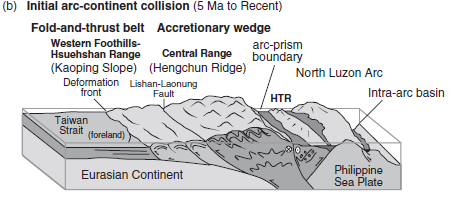 (b) Initial arc-continent collision (5 Ma to Recent)
Fold-and-thrust belt Accretionary wedge
Western Foothills-
Hsuehshan Range
(Kaoping Slope)
Central Range
(Hengchun Ridge)
arc-prism
boundary
Deformation
front
Lishan-Laonung
Fault
HTR
North Luzon Arc
Intra-arc basin
Taiwan
Strait
(foreland)
Eurasian Continent
Philippine
Sea Plate